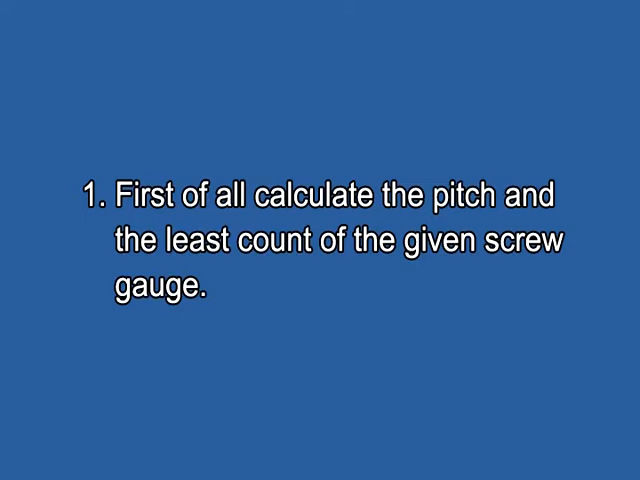 1. First of all calculate the pitch and
the least count of the given screw
gauge.